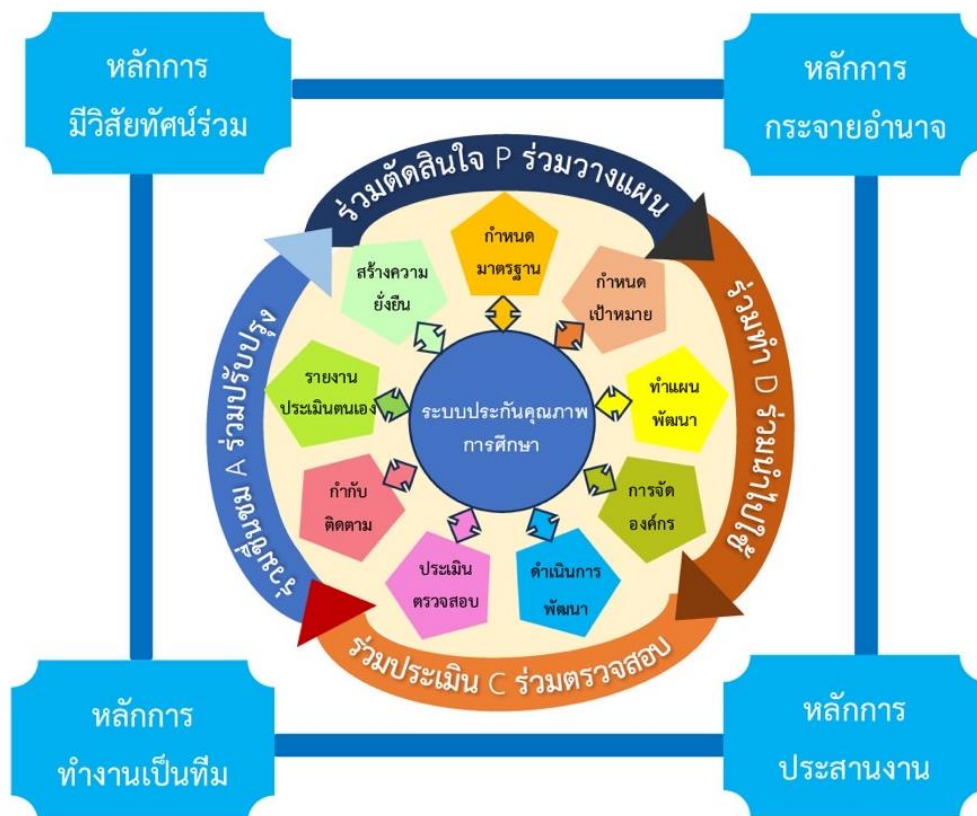 หลักการ
มีวิสัยทัศน์ร่วม
หลักการ
กระจายอำนาจ
ร่วมตัดสินใจ P ร่วมวางแผน
ร่วมทำ D ร่วมนำไปใช้
ร่วมประเมิน C ร่วมตรวจสอบ
ร่วมชื่นชม A ร่วมปรับปรุง
กำหนด
มาตรฐาน
กำหนด
เป้าหมาย
ทำแผน
พัฒนา
การจัด
องค์กร
ดำเนินการ
พัฒนา
ประเมิน
ตรวจสอบ
กำกับ
ติดตาม
รายงาน
ประเมินตนเอง
สร้างความ
ยั่งยืน
ระบบประกันคุณภาพ
การศึกษา
หลักการ
ทำงานเป็นทีม
หลักการ
ประสานงาน